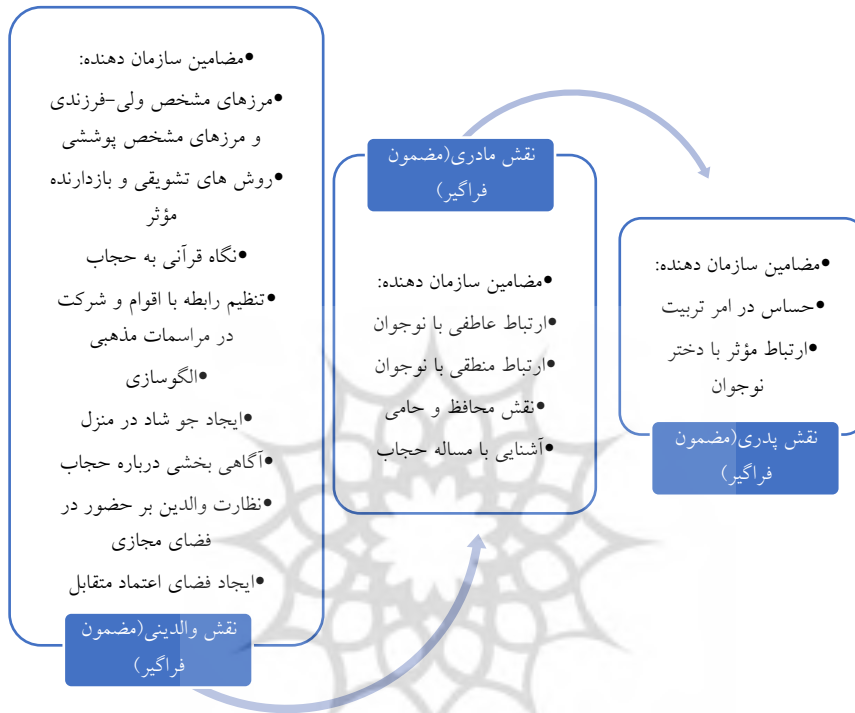 •مضامین سازمان دهنده:
•حساس در امر تربیت
•ارتباط مؤثر با دختر
نوجوان
نقش پدری(مضمون
فراگیر)
نقش مادری(مضمون
فراگیر)
•مضامین سازمان دهنده:
•ارتباط عاطفی با نوجوان
•ارتباط منطقی با نوجوان
•نقش محافظ و حامی
•آشنایی با مساله حجاب
•مضامین سازمان دهنده:
•مرزهای مشخص ولی-فرزندی
و مرزهای مشخص پوششی
•روش های تشویقی و بازدارنده
مؤثر
•نگاه قرآنی به حجاب
•تنظیم رابطه با اقوام و شرکت
در مراسمات مذهبی
•الگوسازی
•ایجاد جو شاد در منزل
•آگاهی بخشی درباره حجاب
•نظارت والدین بر حضور در
فضای مجازی
•ایجاد فضای اعتماد متقابل
نقش والدینی(مضمون
فراگیر)